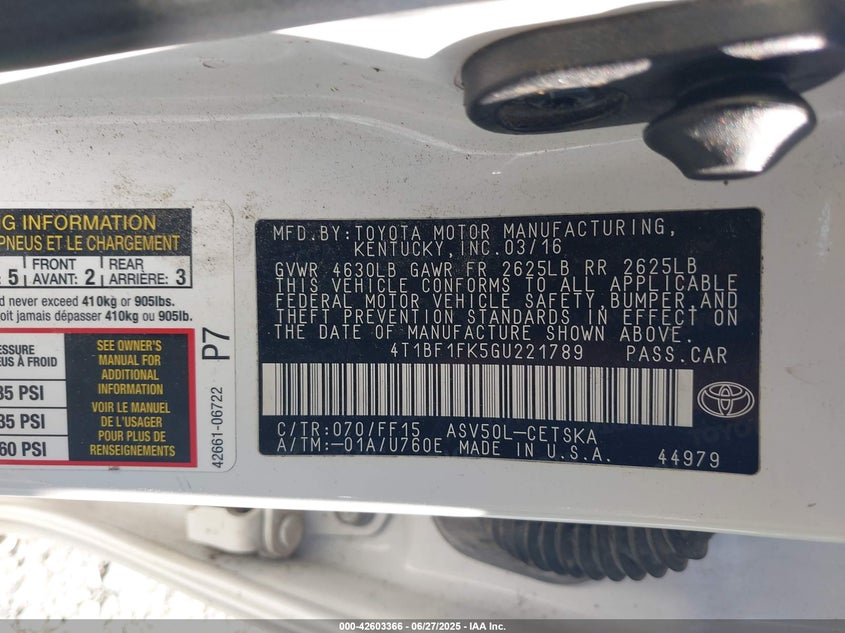 G INFORMATION
PNEUS ET LE CHARGEMENT
5 FRONT AVANT: 2 REAR ARRIÈRE: 3
d never exceed 410kg or 905lbs.
oit jamais dépasser 410kg ou 905lb.
ESSURE
EUS À FROID
35 PSI
35 PSI
60 PSI
SEE OWNER'S
MANUAL FOR
ADDITIONAL
INFORMATION
VOIR LE MANUEL
DE L'USAGER
POUR PLUS DE
RENSEIGNEMENTS
42661-06722 P7
MFD.BY:TOYOTA MOTOR MANUFACTURING,
KENTUCKY,INC.03/16
GVWR 4630LB GAWR FR 2625LB RR 2625LB
THIS VEHICLE CONFORMS TO ALL APPLICABLE
FEDERAL MOTOR VEHICLE SAFETY,BUMPER,AND
THEFT PREVENTION STANDARDS IN EFFECT ON
THE DATE OF MANUFACTURE SHOWN ABOVE.
4T1BF1FK5GU221789 PASS.CAR
C/TR:070/FF15 ASV50L-CETSKA
A/TM:-01A/U760E MADE IN U.S.A.
44979
000-42603366 - 06/27/2025 - IAA Inc.